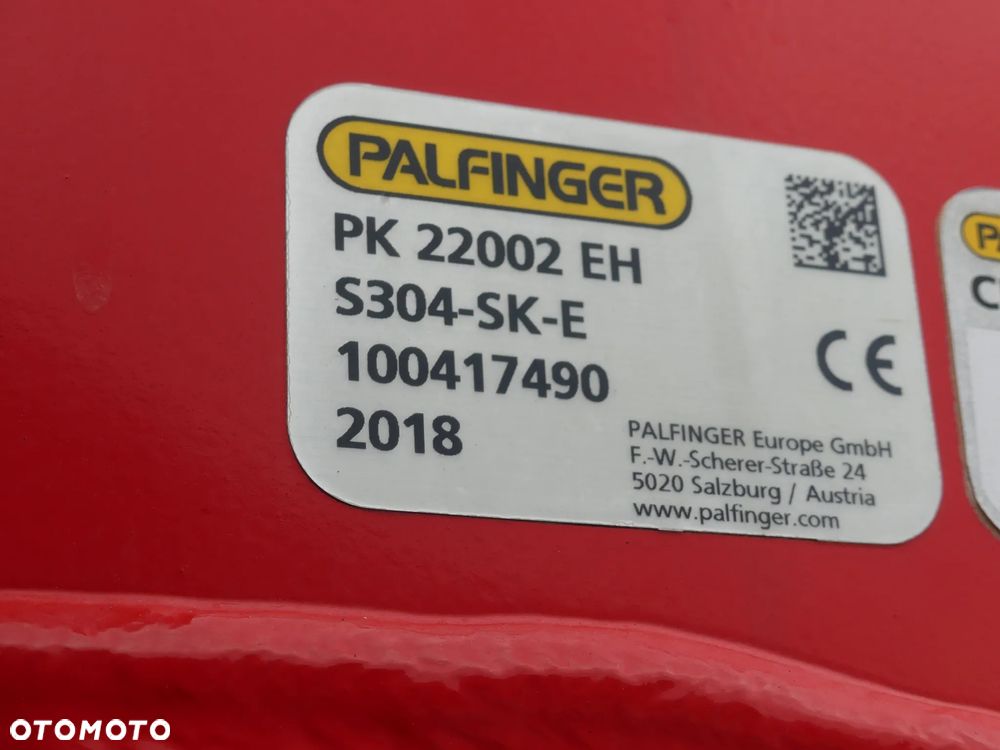 PALFINGER
PK 22002 EH
S304-SK-E
100417490
2018
CE
PALFINGER Europe GmbH
F.-W.-Scherer-Straße 24
5020 Salzburg / Austria
www.palfinger.com
OTOMOTO